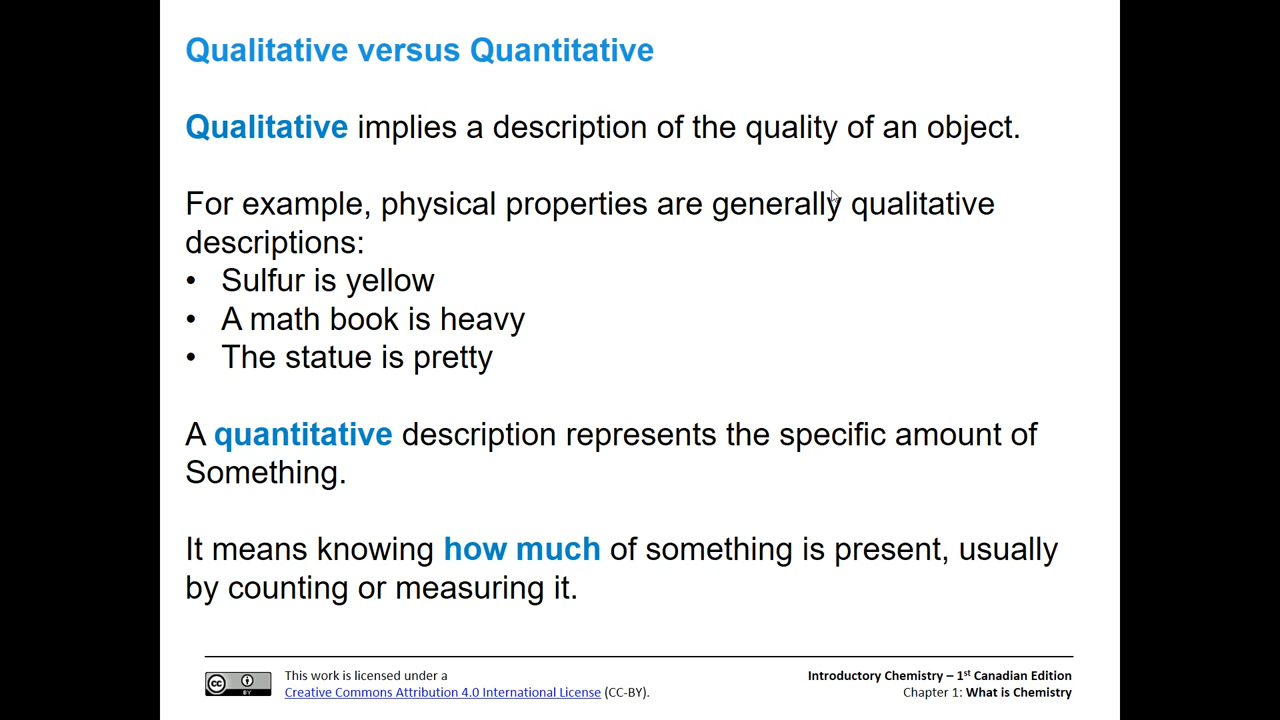 Qualitative versus Quantitative
Qualitative implies a description of the quality of an object.
For example, physical properties are generally qualitative
descriptions:
• Sulfur is yellow
• A math book is heavy
• The statue is pretty
A quantitative description represents the specific amount of
Something.
It means knowing how much of something is present, usually
by counting or measuring it.
cc BY
This work is licensed under a
Creative Commons Attribution 4.0 International License (CC-BY).
Introductory Chemistry – 1st Canadian Edition
Chapter 1: What is Chemistry